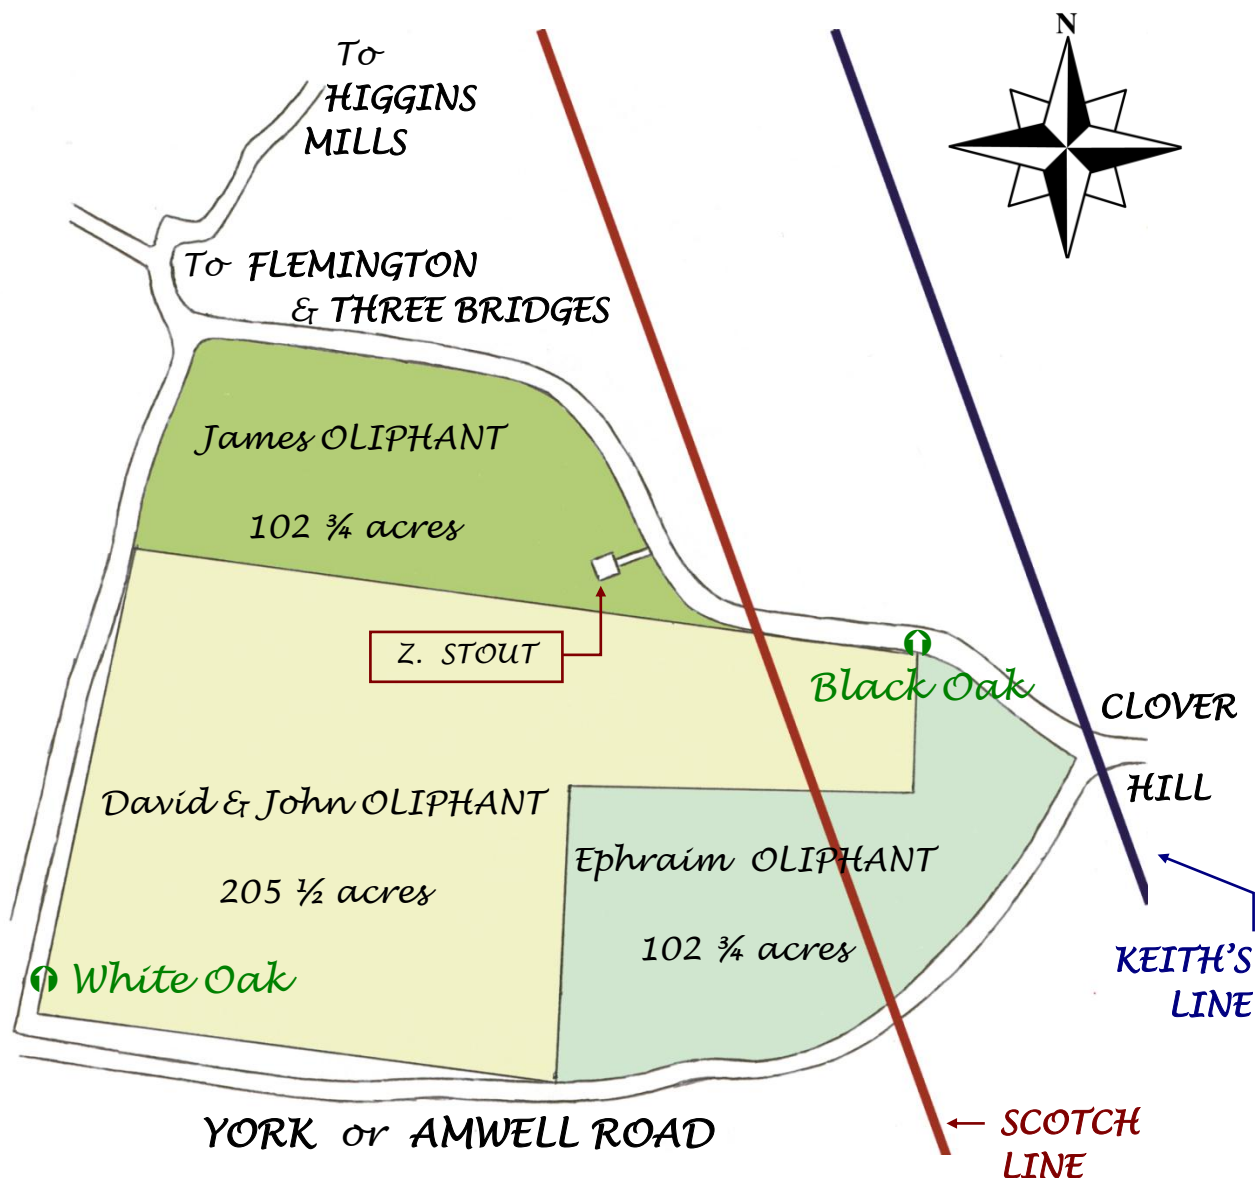 N
To
HIGGINS
MILLS
To FLEMINGTON
& THREE BRIDGES
James OLIPHANT
102 ¾ acres
Z. STOUT
Black Oak
CLOVER
HILL
David & John OLIPHANT
205 ½ acres
Ephraim OLIPHANT
102 ¾ acres
White Oak
KEITH'S
LINE
YORK or AMWELL ROAD
SCOTCH
LINE